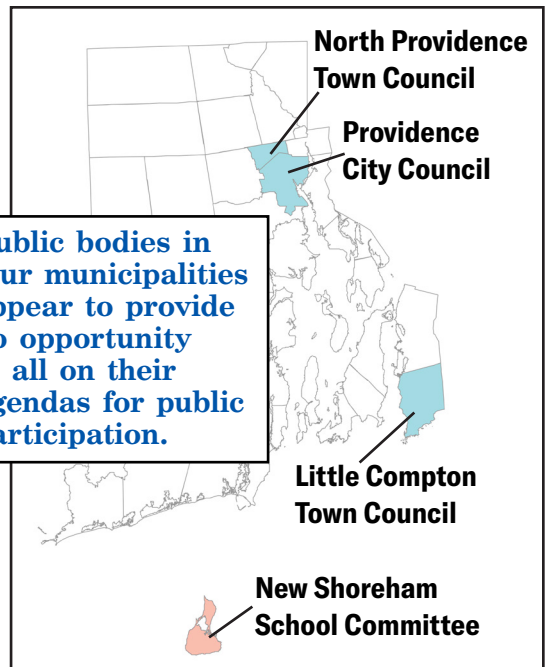 North Providence
Town Council
Providence
City Council
ublic bodies in
ur municipalities
ppear to provide
opportunity
all on their
gendas for public
articipation.
Little Compton
Town Council
New Shoreham
School Committee